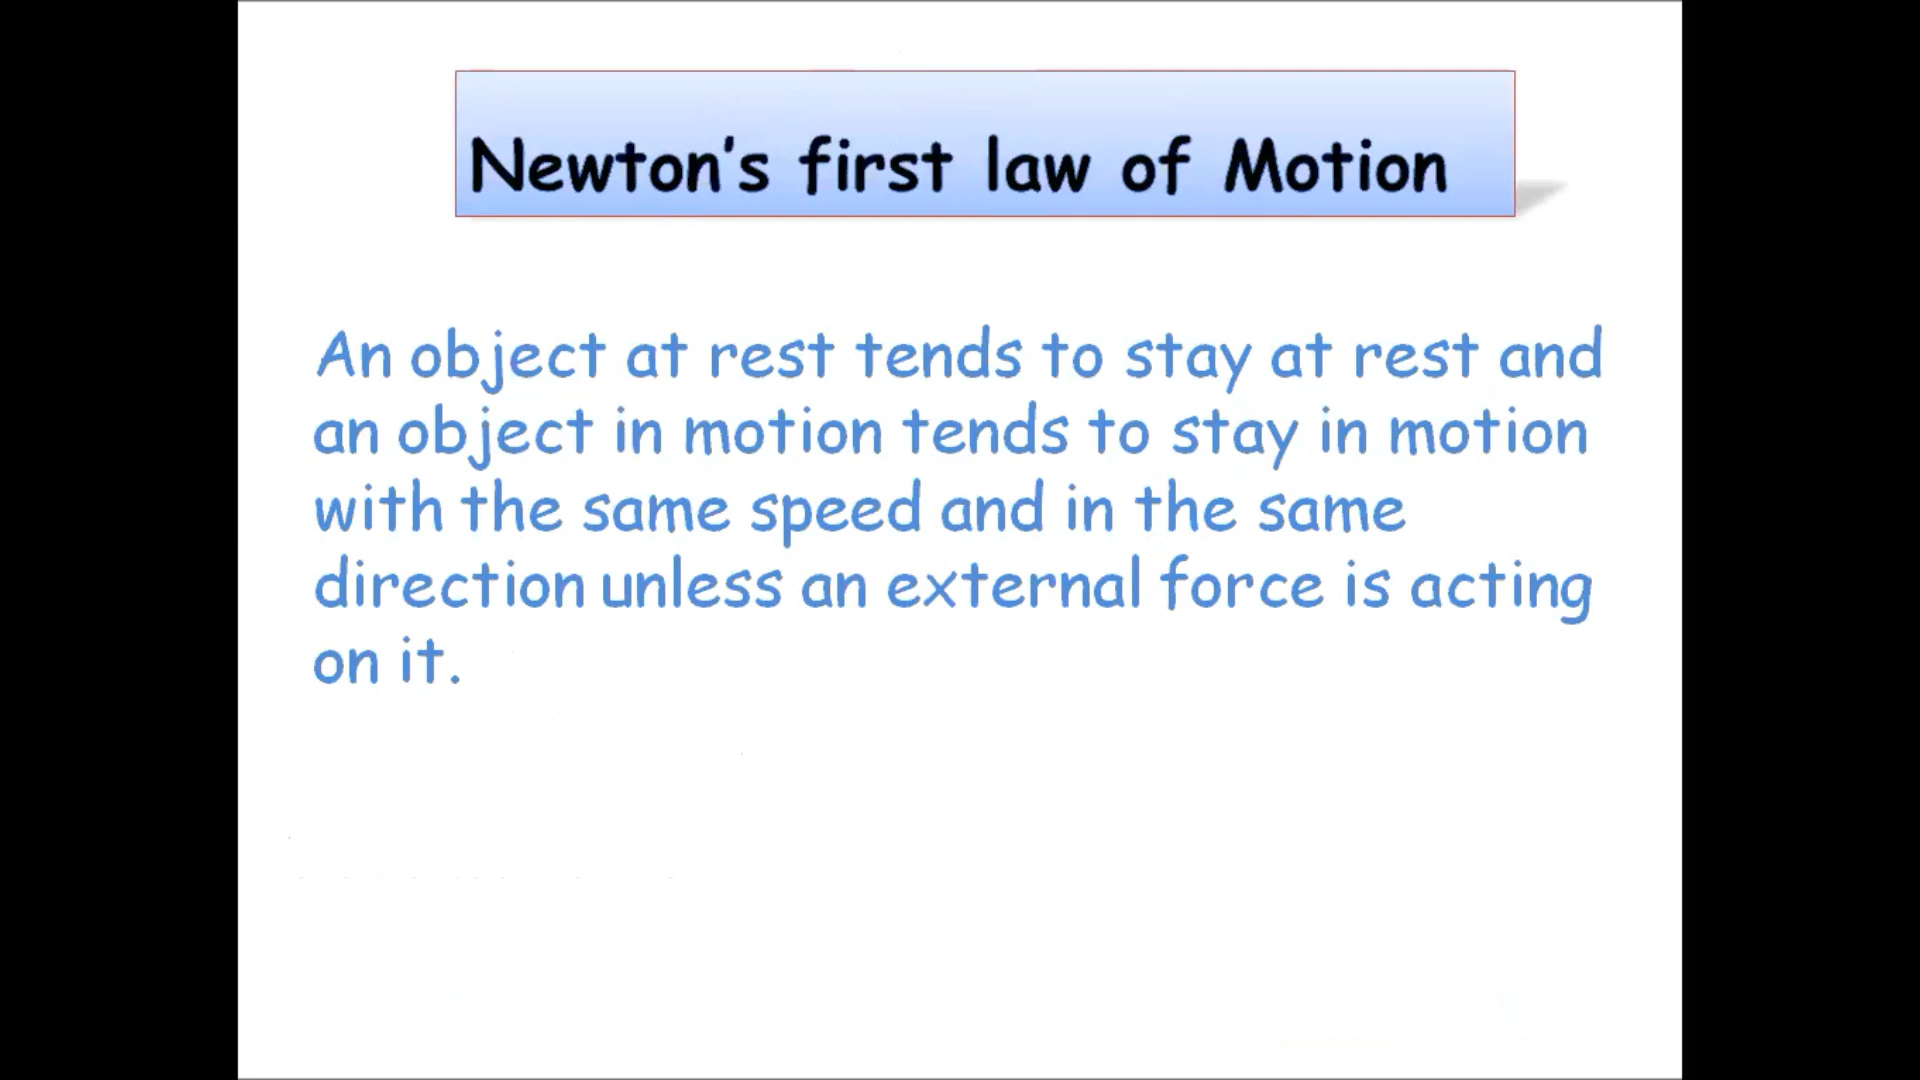 Newton's first law of Motion
An object at rest tends to stay at rest and
an object in motion tends to stay in motion
with the same speed and in the same
direction unless an external force is acting
on it.